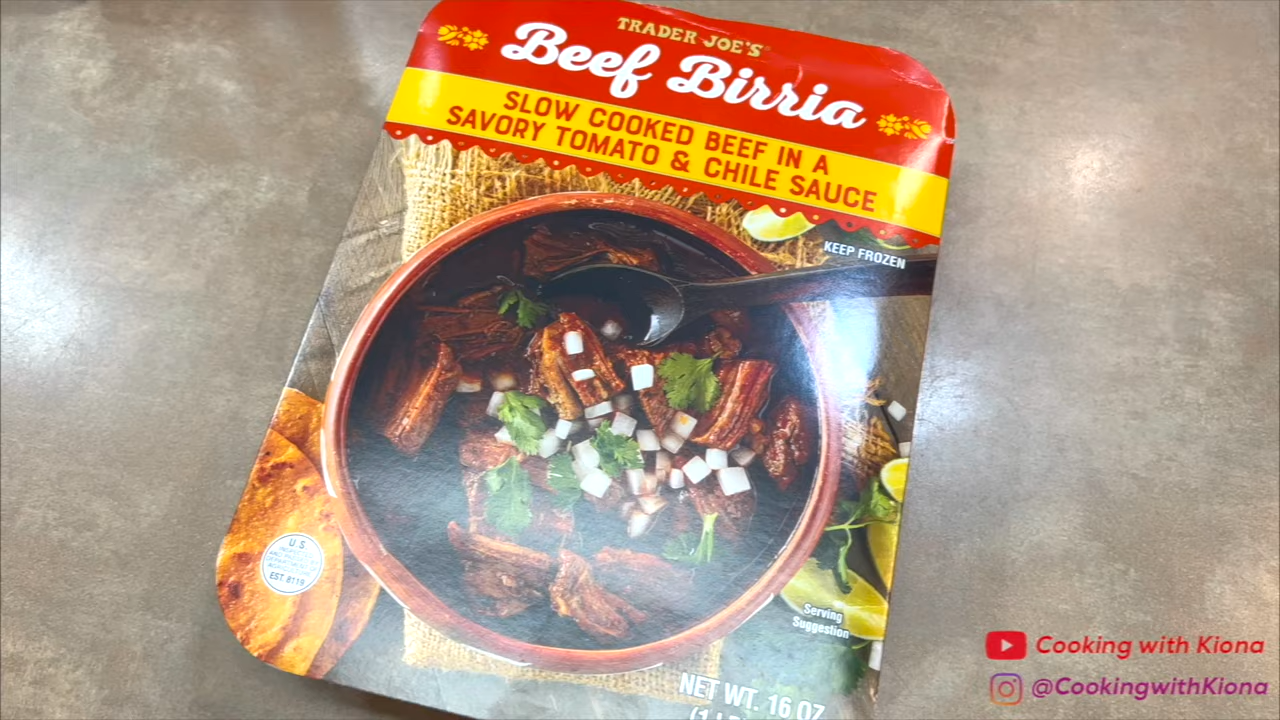 TRADER JOE'S
Beef Birria
SLOW COOKED BEEF IN A
SAVORY TOMATO & CHILE SAUCE
KEEP FROZEN
U.S.
EST. 8119
Serving
Suggestion
NET WT. 16 OZ
Cooking with Kiona
@CookingwithKiona